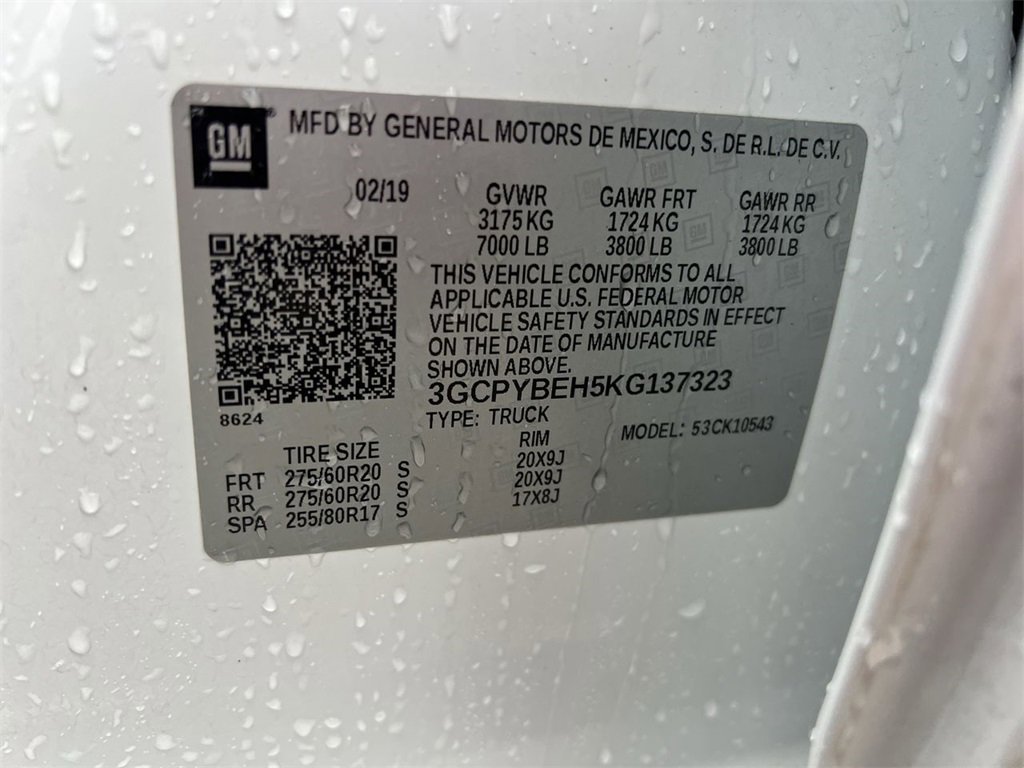 GM ® MFD BY GENERAL MOTORS DE MEXICO, S. DE R.L. DE C.V.
02/19 GVWR GAWR FRT GAWR RR
3175 KG 1724 KG 1724 KG
7000 LB 3800 LB 3800 LB
THIS VEHICLE CONFORMS TO ALL
APPLICABLE U.S. FEDERAL MOTOR
VEHICLE SAFETY STANDARDS IN EFFECT
ON THE DATE OF MANUFACTURE
SHOWN ABOVE.
3GCPYBEH5KG137323
8624
TYPE: TRUCK MODEL: 53CK10543
TIRE SIZE RIM
FRT 275/60R20 S 20X9J
RR 275/60R20 S 20X9J
SPA 255/80R17 S 17X8J